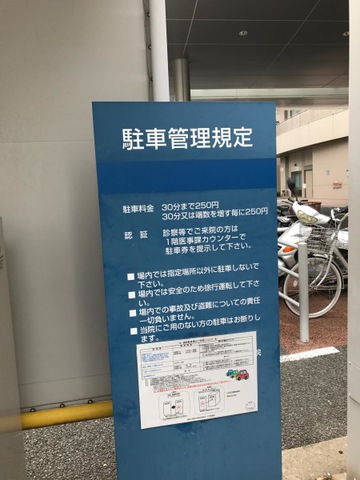 駐車管理規定
駐車料金　30分まで250円
30分又は端数を増す毎に250円
認　証　診察等でご来院の方は
1階医事課カウンターで
駐車券を提示して下さい。
■場内では指定場所以外に駐車しないで
下さい。
■場内では安全のため徐行運転して下さ
い。
■場内での事故及び盗難についての責任
一切負いません。
■当院にご用のない方の駐車はお断りし
ます。
院